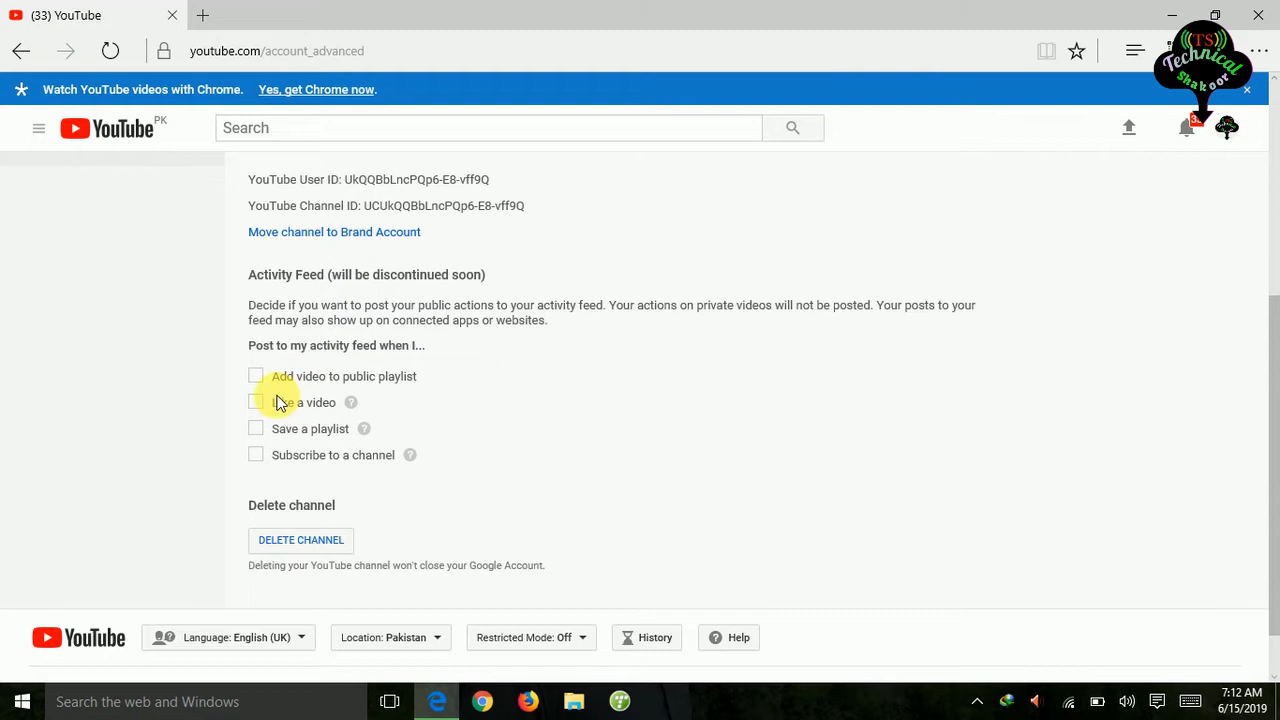 (33) YouTube
youtube.com/account_advanced
TS
Technical
Shakoor
Watch YouTube videos with Chrome. Yes, get Chrome now.
YouTube PK
Search
YouTube User ID: UkQQBbLncPQp6-E8-vff9Q
YouTube Channel ID: UCUkQQBbLncPQp6-E8-vff9Q
Move channel to Brand Account
Activity Feed (will be discontinued soon)
Decide if you want to post your public actions to your activity feed. Your actions on private videos will not be posted. Your posts to your
feed may also show up on connected apps or websites.
Post to my activity feed when I...
Add video to public playlist
a video ?
Save a playlist ?
Subscribe to a channel ?
Delete channel
DELETE CHANNEL
Deleting your YouTube channel won't close your Google Account.
YouTube Language: English (UK) Location: Pakistan Restricted Mode: Off History ? Help
Search the web and Windows
7:12 AM
6/15/2019